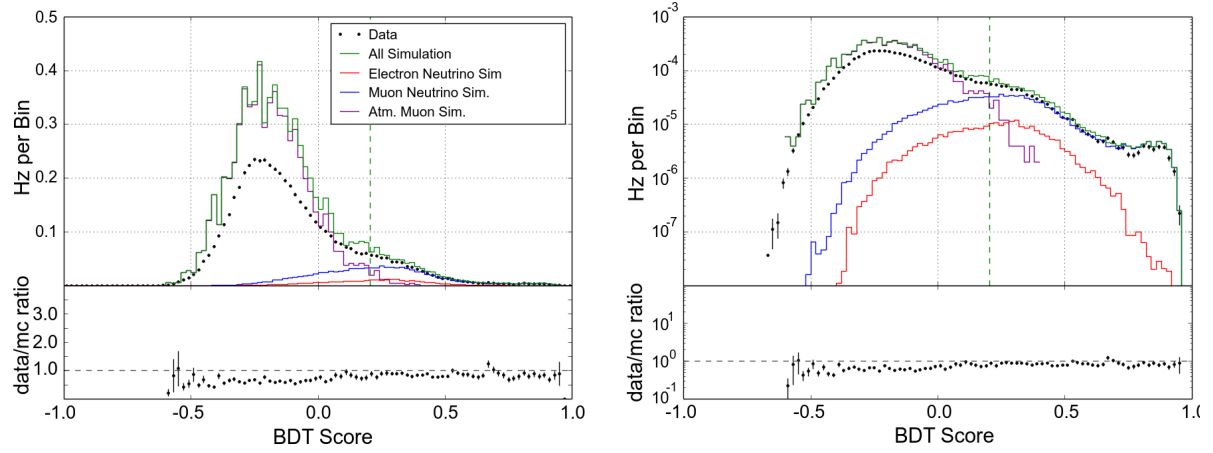 0.5
0.4
0.3
0.2
0.1
Hz per Bin
Data
All Simulation
Electron Neutrino Sim
Muon Neutrino Sim.
Atm. Muon Sim.
3.0
2.0
1.0
data/mc ratio
-1.0 -0.5 0.0 0.5 1.0
BDT Score
10^-3
10^-4
10^-5
10^-6
10^-7
Hz per Bin
10^1
10^0
10^-1
data/mc ratio
-1.0 -0.5 0.0 0.5 1.0
BDT Score